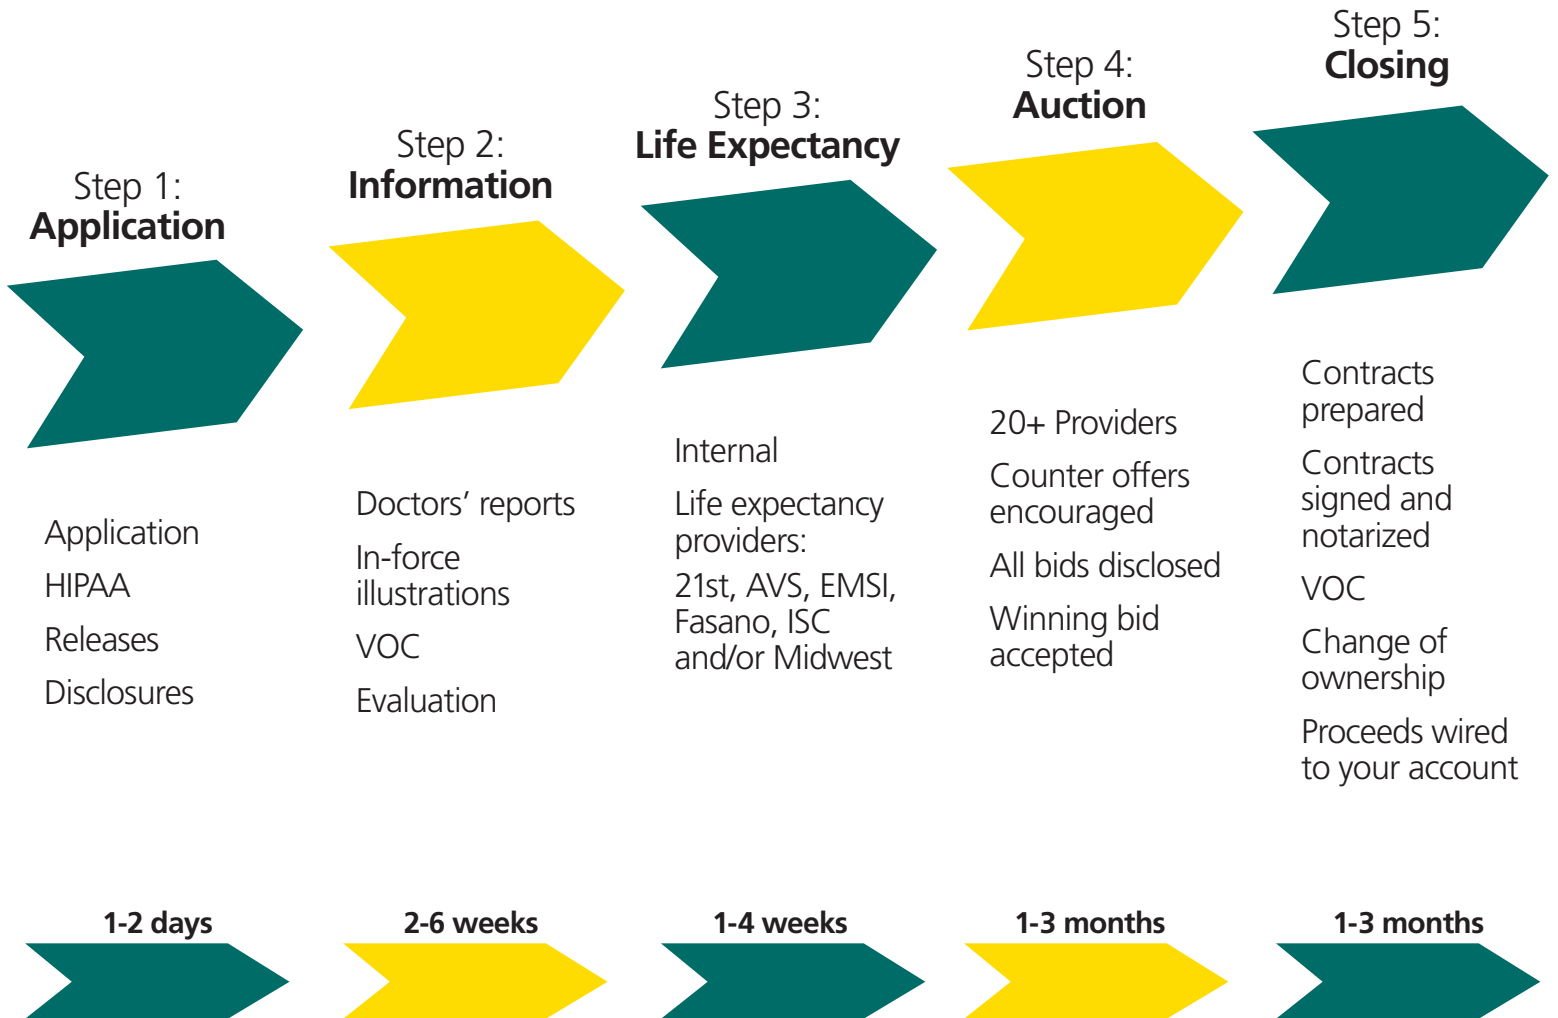 Step 1:
Application
Application
HIPAA
Releases
Disclosures
Step 2:
Information
Doctors’ reports
In-force
illustrations
VOC
Evaluation
Step 3:
Life Expectancy
Internal
Life expectancy
providers:
21st, AVS, EMSI,
Fasano, ISC
and/or Midwest
Step 4:
Auction
20+ Providers
Counter offers
encouraged
All bids disclosed
Winning bid
accepted
Step 5:
Closing
Contracts
prepared
Contracts
signed and
notarized
VOC
Change of
ownership
Proceeds wired
to your account
1-2 days
2-6 weeks
1-4 weeks
1-3 months
1-3 months